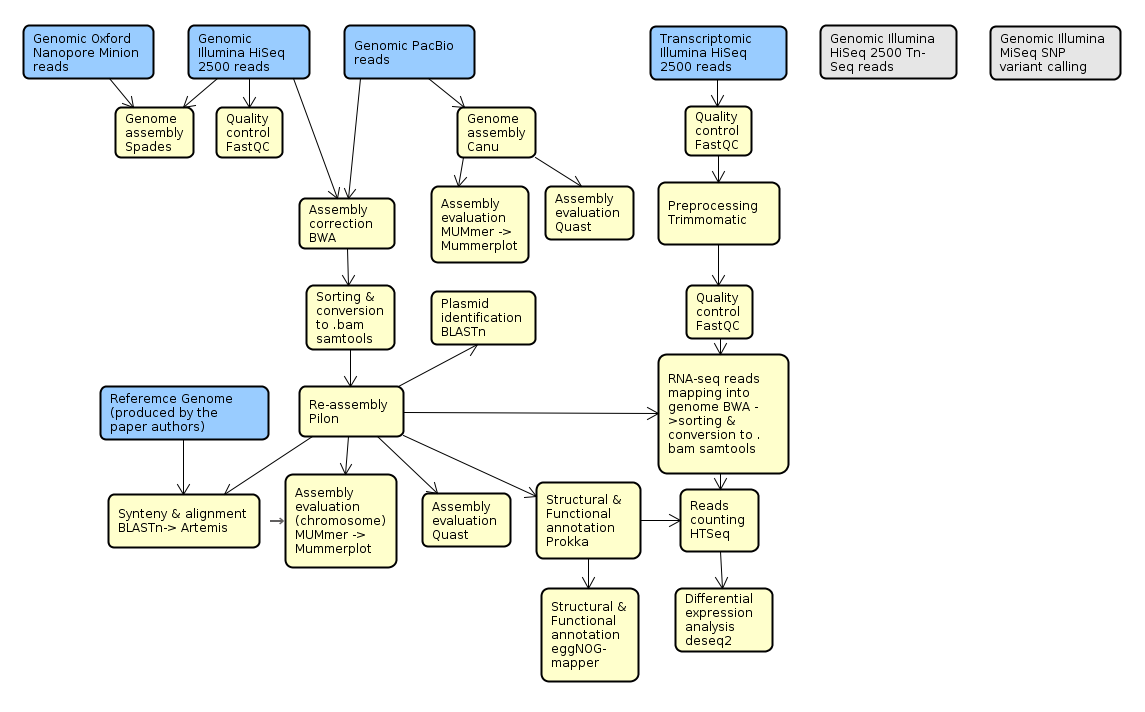 Genomic Oxford
Nanopore Minion
reads
Genomic
Illumina HiSeq
2500 reads
Genomic PacBio
reads
Transcriptomic
Illumina HiSeq
2500 reads
Genomic Illumina
HiSeq 2500 Tn-
Seq reads
Genomic Illumina
MiSeq SNP
variant calling
Genome
assembly
Spades
Quality
control
FastQC
Genome
assembly
Canu
Quality
control
FastQC
Assembly
correction
BWA
Assembly
evaluation
MUMmer ->
Mummerplot
Assembly
evaluation
Quast
Preprocessing
Trimmomatic
Sorting &
conversion
to .bam
samtools
Plasmid
identification
BLASTn
Quality
control
FastQC
Referemce Genome
(produced by the
paper authors)
Re-assembly
Pilon
RNA-seq reads
mapping into
genome BWA -
->sorting &
conversion to .
bam samtools
Synteny & alignment
BLASTn-> Artemis
Assembly
evaluation
(chromosome)
MUMmer ->
Mummerplot
Assembly
evaluation
Quast
Structural &
Functional
annotation
Prokka
Reads
counting
HTSeq
Structural &
Functional
annotation
eggNOG-
mapper
Differential
expression
analysis
deseq2